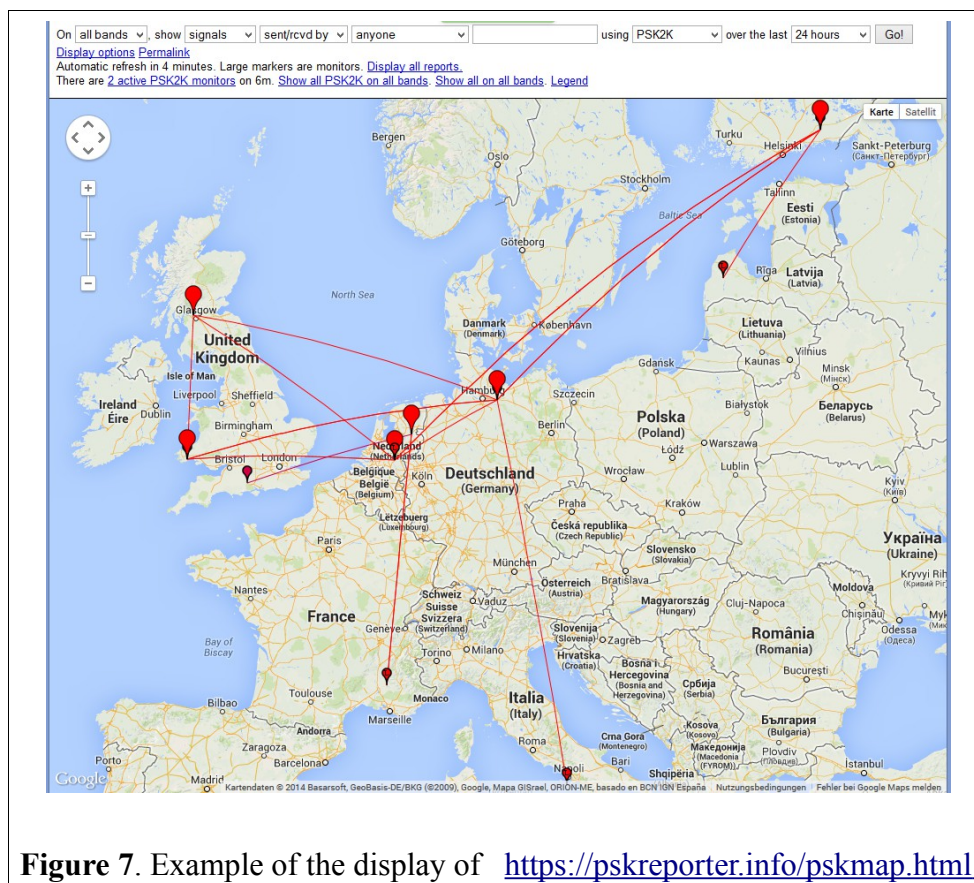 On all bands , show signals sent/rcvd by anyone using PSK2K over the last 24 hours Go!
Display options Permalink
Automatic refresh in 4 minutes. Large markers are monitors. Display all reports.
There are 2 active PSK2K monitors on 6m. Show all PSK2K on all bands. Show all on all bands. Legend
Karte Satellit
Bergen
Oslo
Turku
Helsinki
Sankt-Peterburg
(Санкт-Петербург)
Stockholm
Tallinn
Eesti
(Estonia)
Baltic Sea
Göteborg
Rīga
Latvija
(Latvia)
North Sea
Glasgow
United
Kingdom
Danmark
(Denmark)
København
Lietuva
(Lithuania)
Kaunas
Vilnius
Isle of Man
Gdańsk
Минск
(Minsk)
Liverpool
Sheffield
Hamburg
Szczecin
Ireland
Éire
Dublin
Birmingham
Berlin
Polska
(Poland)
Białystok
Беларусь
(Belarus)
Nederland
(Netherlands)
Warszawa
Łódź
Bristol
London
België
Belgique
(Belgium)
Köln
Deutschland
(Germany)
Wrocław
Lublin
Київ
(Kyiv)
Praha
Kraków
Lëtzebuerg
(Luxembourg)
Česká republika
(Czech Republic)
Україна
(Ukraine)
Paris
Slovensko
(Slovakia)
München
Österreich
(Austria)
Bratislava
Nantes
Schweiz
Suisse
Svizzera
(Switzerland)
Vaduz
Magyarország
(Hungary)
Cluj-Napoca
Moldova
Chișinău
France
Genève
Slovenija
(Slovenia)
Zagreb
România
(Romania)
Odessa
(Одеса)
Bay of
Biscay
Torino
Milano
Hrvatska
(Croatia)
Bosna i
Hercegovina
(Bosnia and
Herzegovina)
Србија
(Serbia)
București
Bilbao
Toulouse
Monaco
Marseille
Italia
(Italy)
Andorra
Kosova
(Kosovo)
България
(Bulgaria)
Zaragoza
Barcelona
Roma
Crna Gora
(Montenegro)
Македонија
(Macedonia
(FYROM))
Plovdiv
(Пловдив)
Porto
Bari
Napoli
Shqipëria
İstanbul
Madrid
Google
Kartendaten © 2014 Basarsoft, GeoBasis-DE/BKG (©2009), Google, Mapa GISrael, ORION-ME, basado en BCN IGN España Nutzungsbedingungen Fehler bei Google Maps melden
Figure 7. Example of the display of https://pskreporter.info/pskmap.html